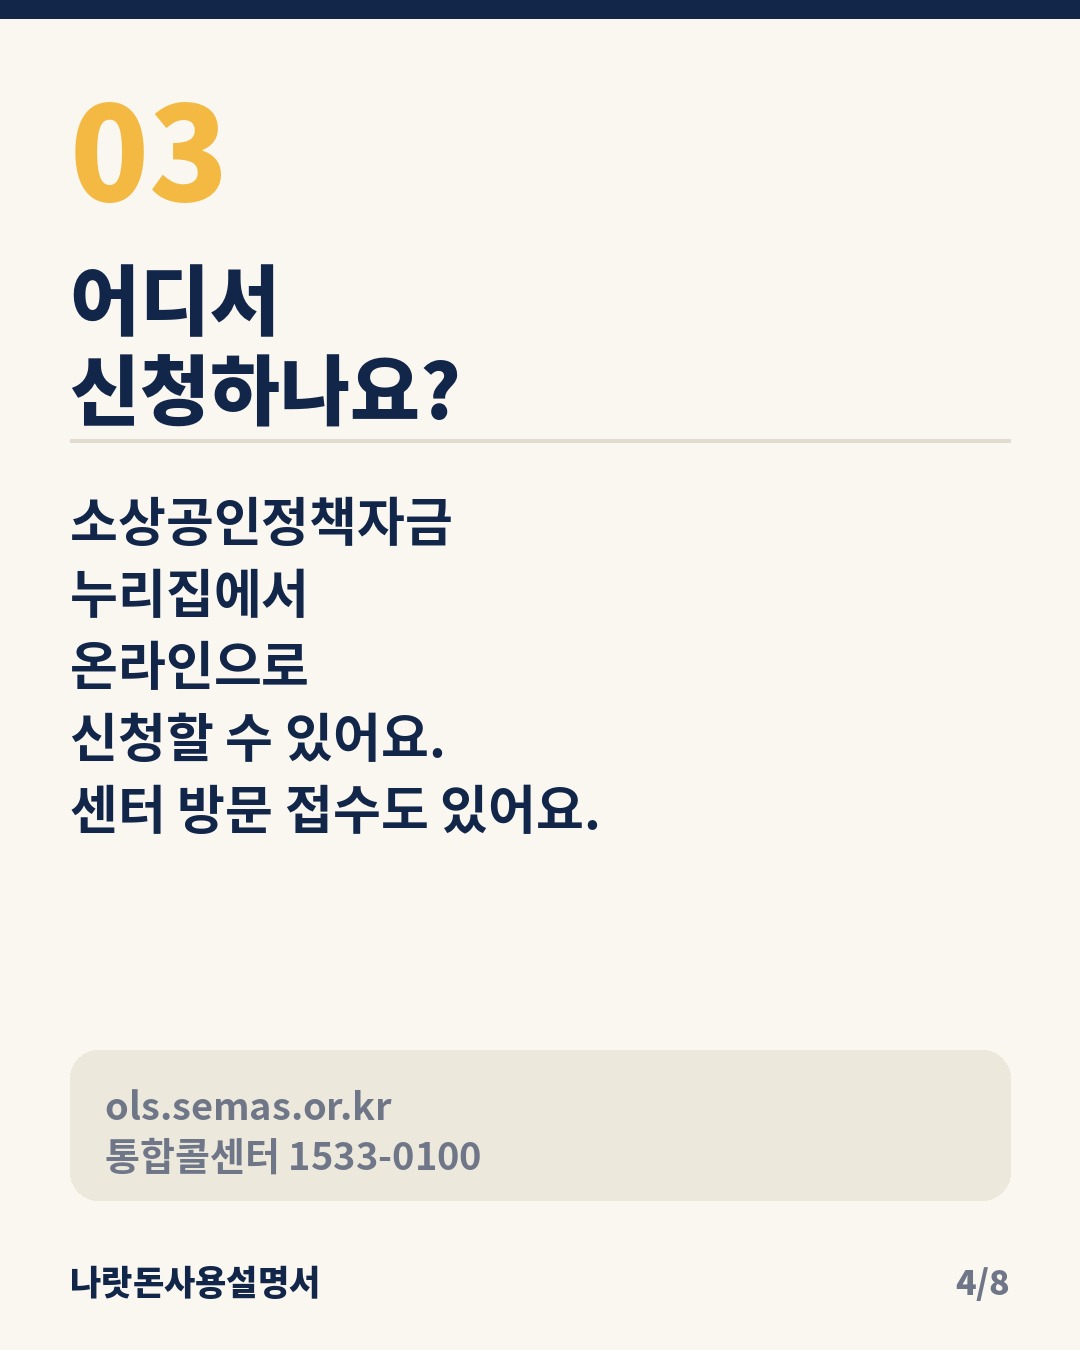 03
어디서
신청하나요?
소상공인정책자금
누리집에서
온라인으로
신청할 수 있어요.
센터 방문 접수도 있어요.
ols.semas.or.kr
통합콜센터 1533-0100
나랏돈사용설명서
4/8